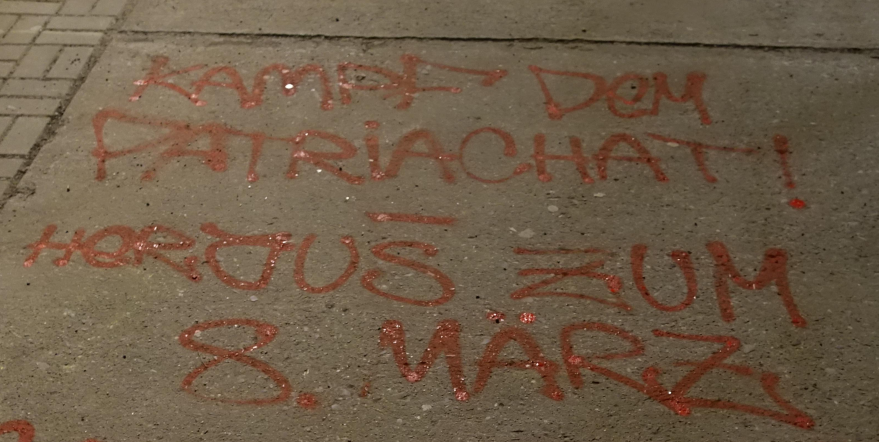 KAMPF DEM
PATRIACHAT!
HERAUS ZUM
8. MÄRZ